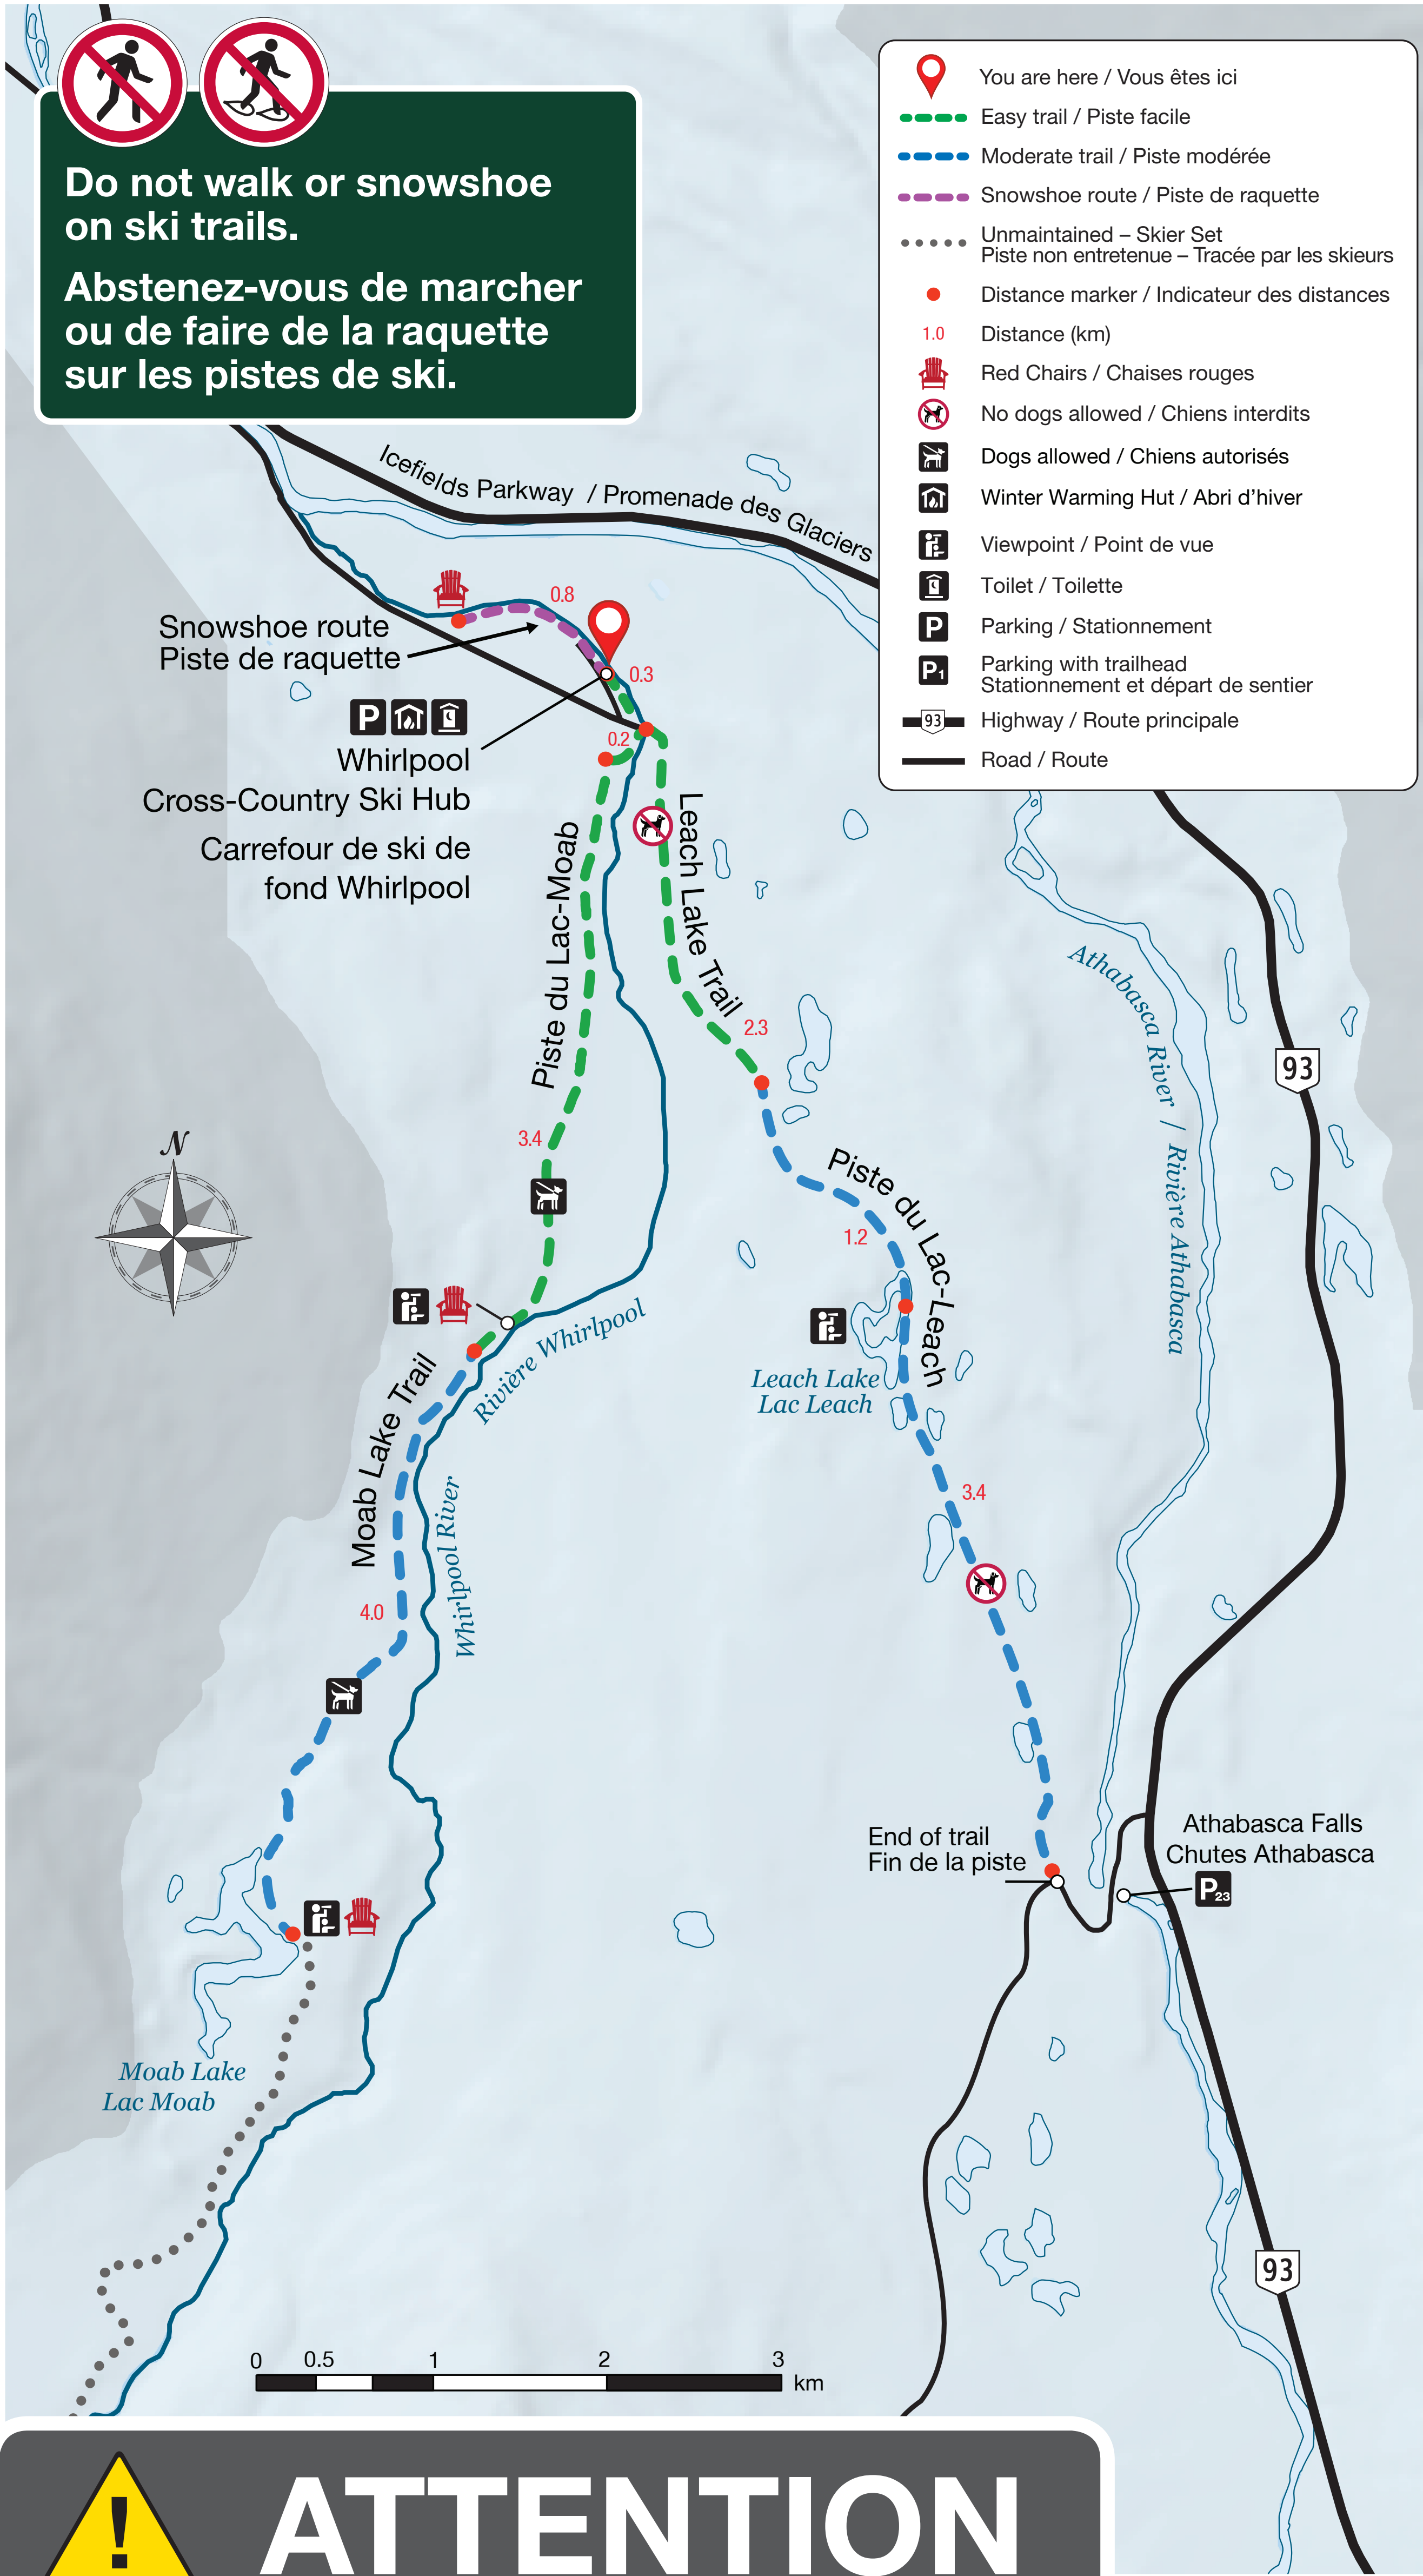 Do not walk or snowshoe
on ski trails.
Abstenez-vous de marcher
ou de faire de la raquette
sur les pistes de ski.
You are here / Vous êtes ici
Easy trail / Piste facile
Moderate trail / Piste modérée
Snowshoe route / Piste de raquette
Unmaintained – Skier Set
Piste non entretenue – Tracée par les skieurs
Distance marker / Indicateur des distances
1.0 Distance (km)
Red Chairs / Chaises rouges
No dogs allowed / Chiens interdits
Dogs allowed / Chiens autorisés
Winter Warming Hut / Abri d'hiver
Viewpoint / Point de vue
Toilet / Toilette
P Parking / Stationnement
P1 Parking with trailhead
Stationnement et départ de sentier
93 Highway / Route principale
Road / Route
Icefields Parkway / Promenade des Glaciers
0.8
Snowshoe route
Piste de raquette
0.3
P
0.2
Whirlpool
Cross-Country Ski Hub
Carrefour de ski de
fond Whirlpool
Piste du Lac-Moab
Leach Lake Trail
2.3
Athabasca River / Rivière Athabasca
93
N
3.4
Piste du Lac-Leach
1.2
Rivière Whirlpool
Leach Lake
Lac Leach
Moab Lake Trail
Whirlpool River
3.4
4.0
End of trail
Fin de la piste
Athabasca Falls
Chutes Athabasca
P23
Moab Lake
Lac Moab
93
0 0.5 1 2 3
km
!
ATTENTION